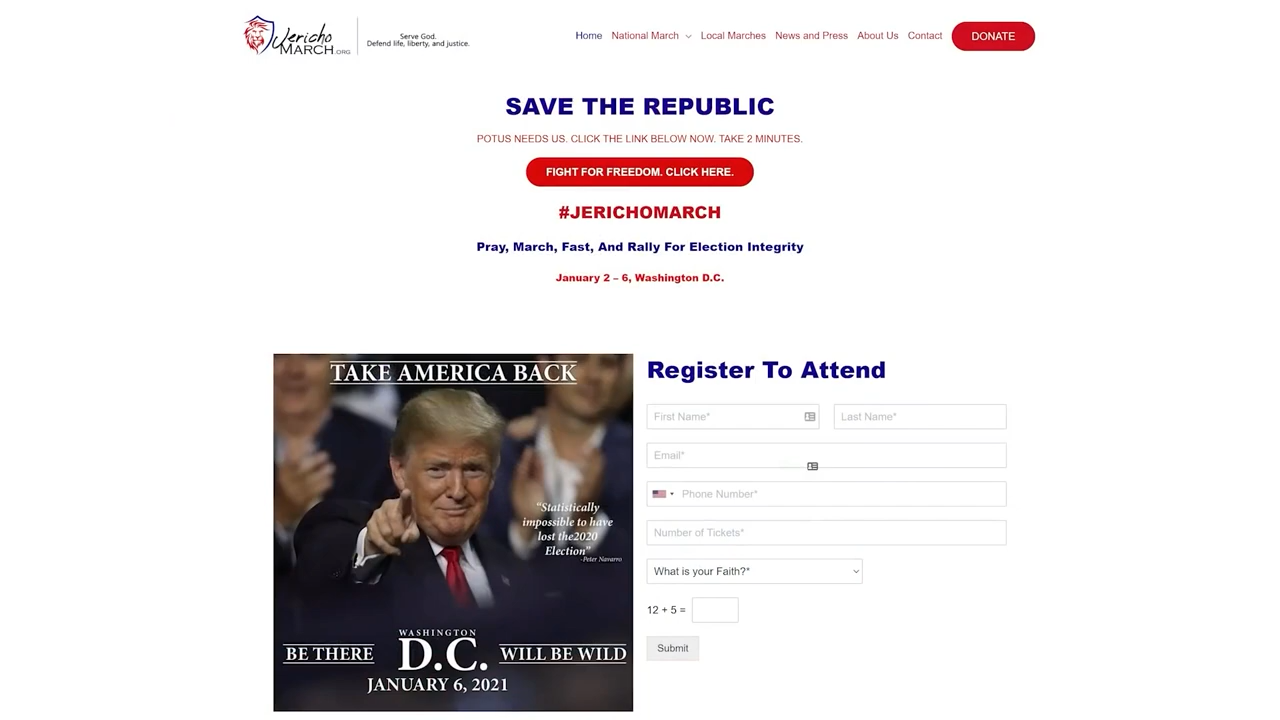 Jericho
MARCH.ORG
Serve God.
Defend life, liberty, and justice.
Home National March Local Marches News and Press About Us Contact DONATE
SAVE THE REPUBLIC
POTUS NEEDS US. CLICK THE LINK BELOW NOW. TAKE 2 MINUTES.
FIGHT FOR FREEDOM. CLICK HERE.
#JERICHOMARCH
Pray, March, Fast, And Rally For Election Integrity
January 2 – 6, Washington D.C.
TAKE AMERICA BACK
“Statistically
impossible to have
lost the2020
Election”
-Peter Navarro
WASHINGTON
BE THERE D.C. WILL BE WILD
JANUARY 6, 2021
Register To Attend
First Name* Last Name*
Email*
Phone Number*
Number of Tickets*
What is your Faith?*
12 + 5 =
Submit